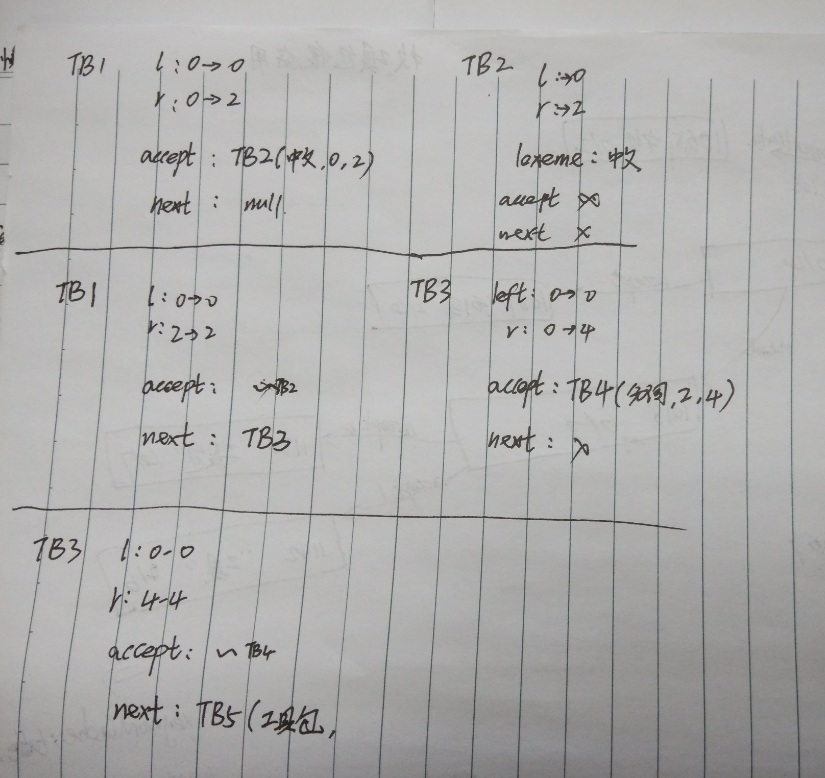 TB1 l : 0→0
r : 0→2
accept : TB2(中文,0,2)
next : null.
TB2 l :→0
r :→2
lexeme : 中文
accept ×
next ×
TB1 l : 0→0
r : 2→2
accept : TB2
next : TB3
TB3 left : 0→0
r : 0→4
accept : TB4(分词,2,4)
next : ×
TB3 l : 0-0
r : 4-4
accept : ~ TB4
next : TB5(工具包,